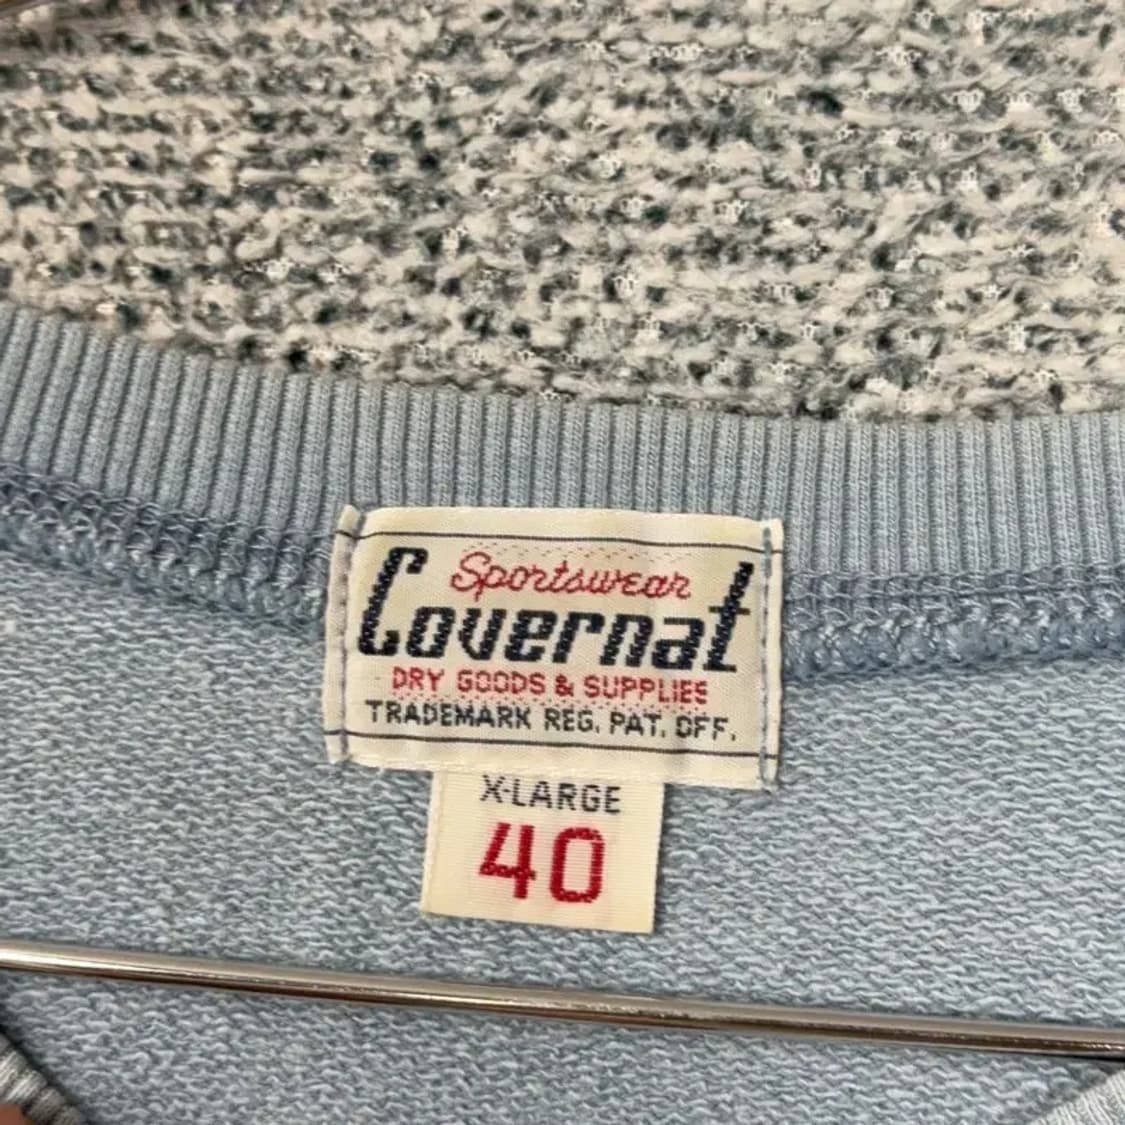 Sportswear
Covernat
DRY GOODS & SUPPLIES
TRADEMARK REG. PAT. OFF.
X-LARGE
40